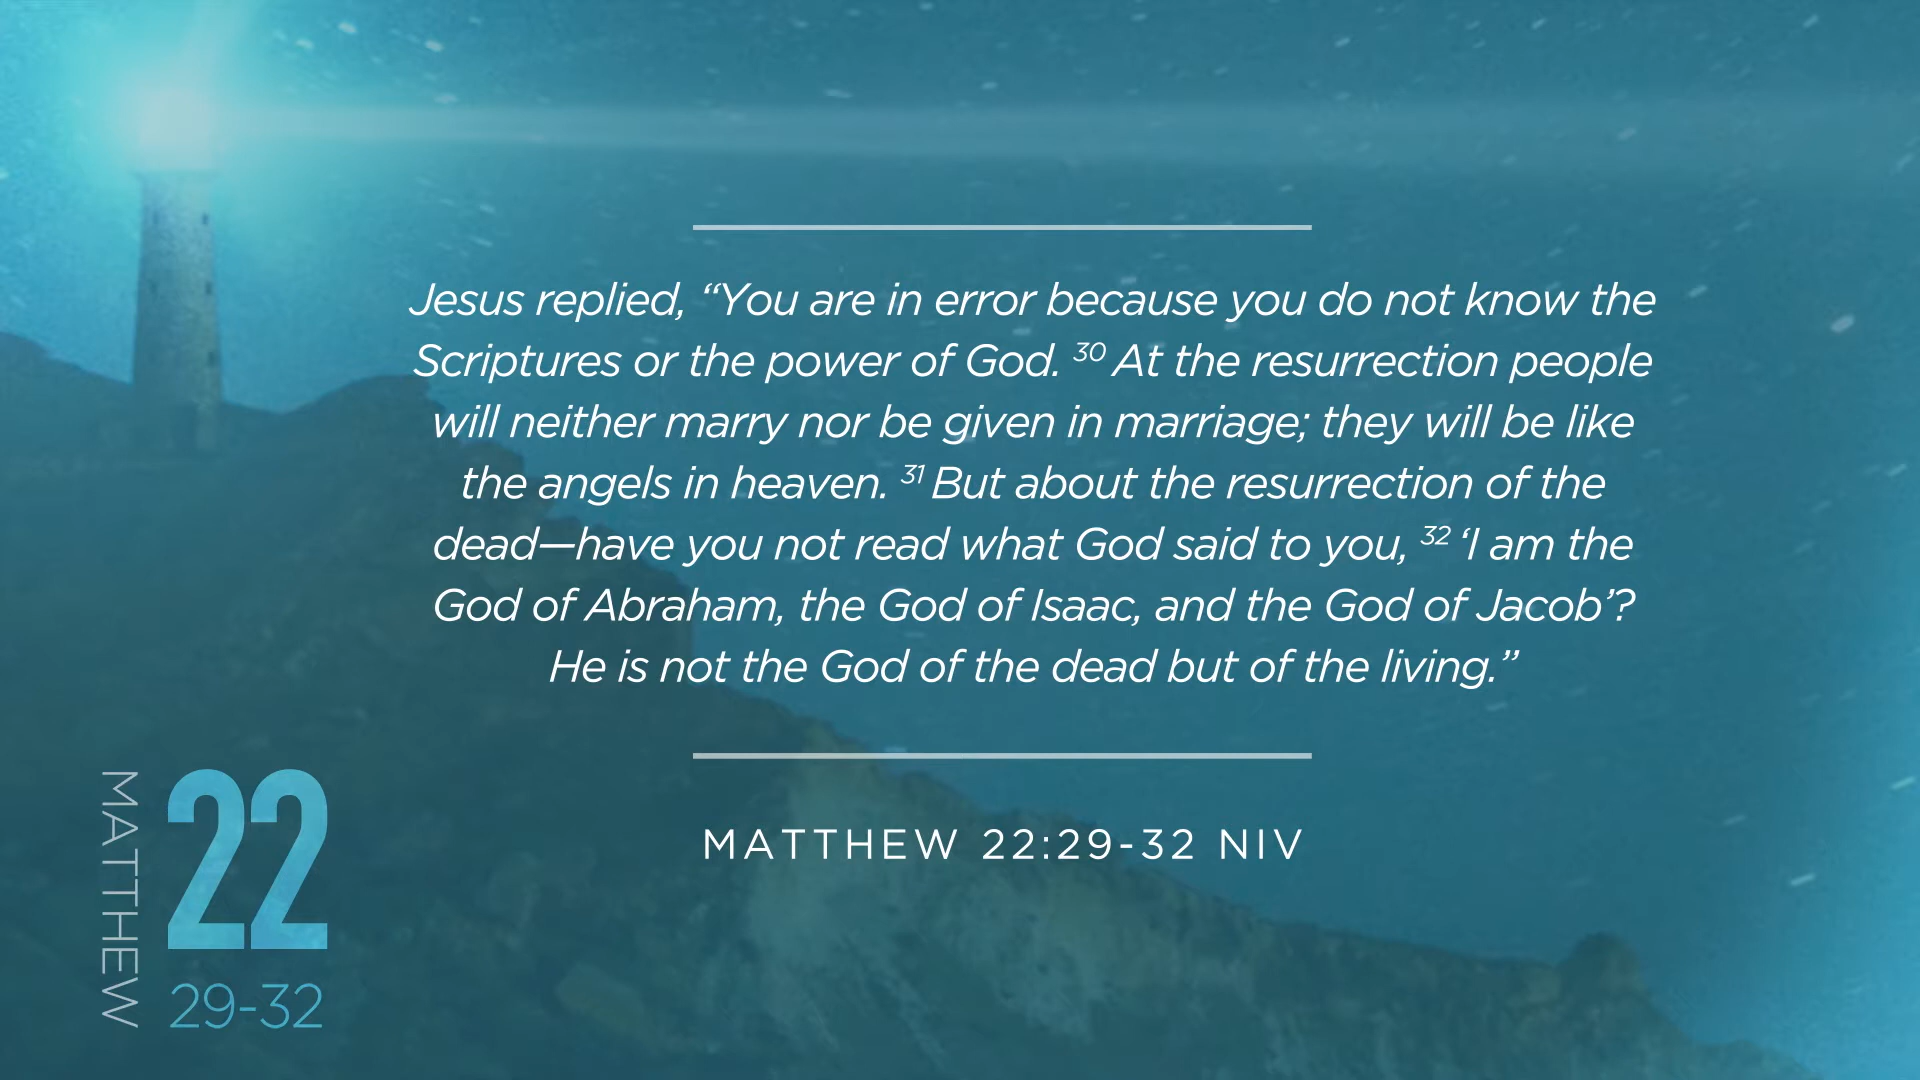 Jesus replied, “You are in error because you do not know the
Scriptures or the power of God. 30 At the resurrection people
will neither marry nor be given in marriage; they will be like
the angels in heaven. 31 But about the resurrection of the
dead—have you not read what God said to you, 32 ‘I am the
God of Abraham, the God of Isaac, and the God of Jacob’?
He is not the God of the dead but of the living.”
MATTHEW 22:29-32 NIV
MATTHEW
22
29-32